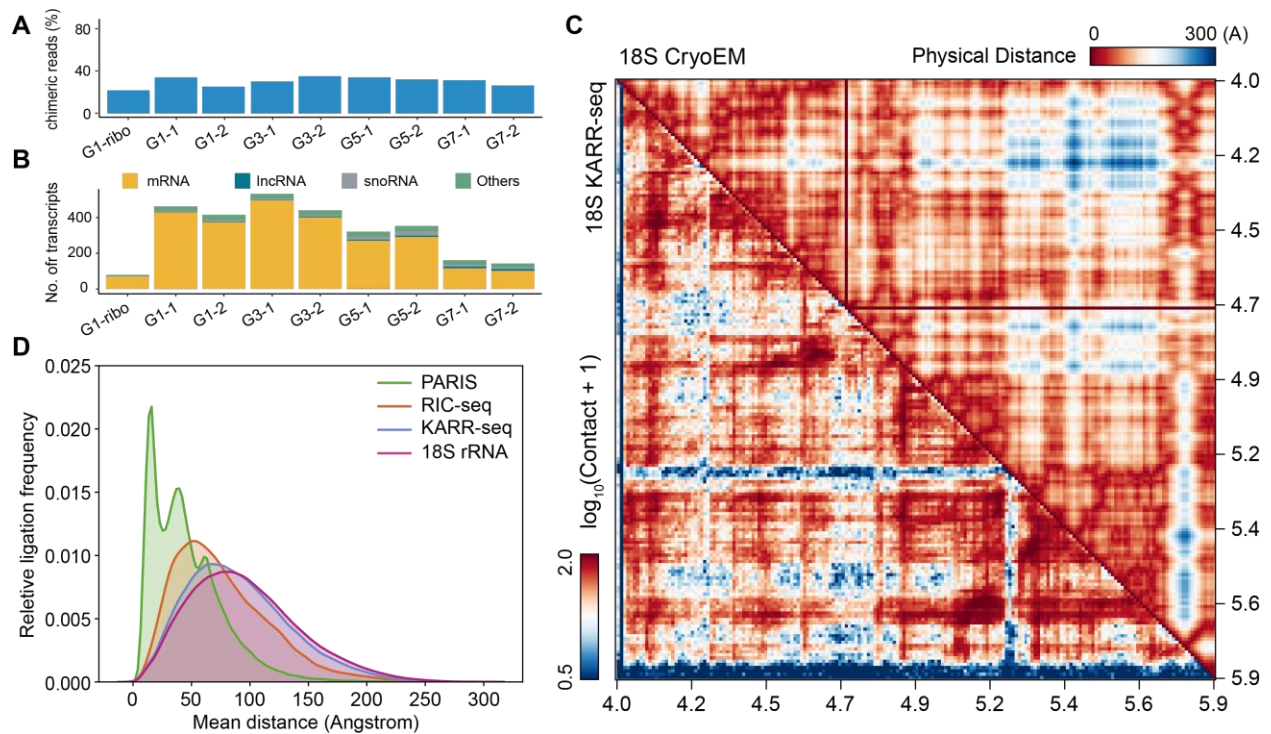 A
chimeric reads (%)
80
40
0
G1-ribo G1-1 G1-2 G3-1 G3-2 G5-1 G5-2 G7-1 G7-2
B
mRNA lncRNA snoRNA Others
No. ofr transcripts
400
200
0
G1-ribo G1-1 G1-2 G3-1 G3-2 G5-1 G5-2 G7-1 G7-2
D
0.025
0.020
0.015
0.010
0.005
0.000
Reletive ligation frequency
PARIS
RIC-seq
KARR-seq
18S rRNA
0 50 100 150 200 250 300
Mean distance (Angstrom)
C
18S CryoEM
Physical Distance
0 300 (A)
18S KARR-seq
log10(Contact + 1)
2.0
0.5
4.0
4.2
4.5
4.7
4.9
5.2
5.4
5.6
5.9
4.0 4.2 4.5 4.7 4.9 5.2 5.4 5.6 5.9